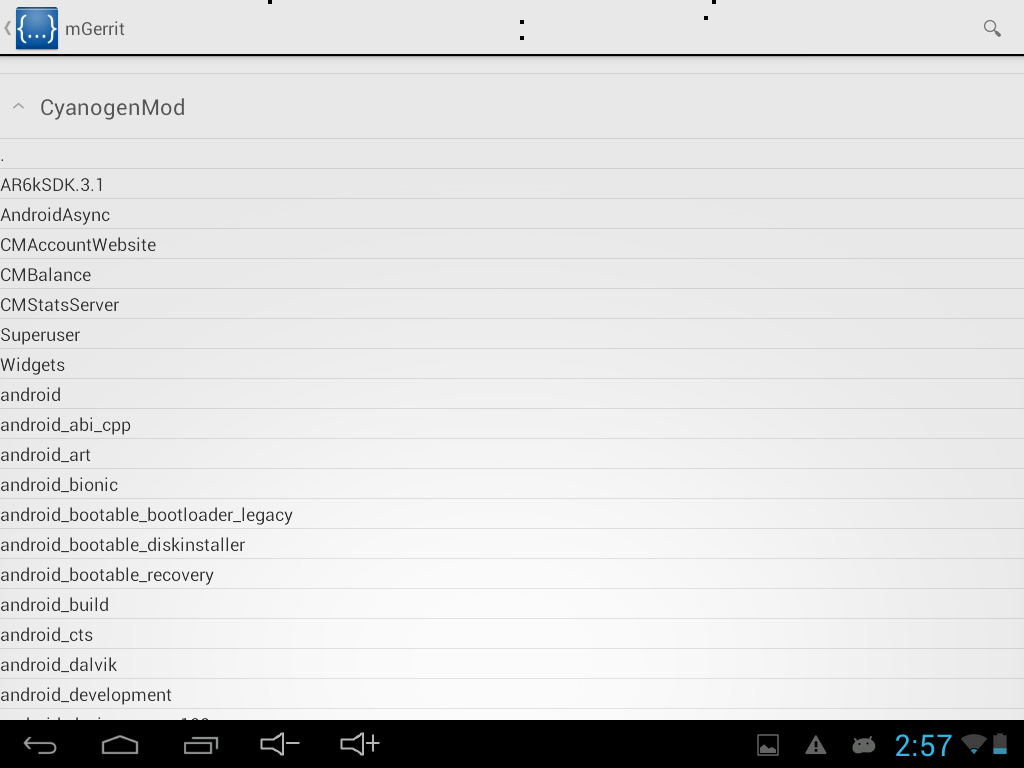 {...} mGerrit
CyanogenMod
.
AR6kSDK.3.1
AndroidAsync
CMAccountWebsite
CMBalance
CMStatsServer
Superuser
Widgets
android
android_abi_cpp
android_art
android_bionic
android_bootable_bootloader_legacy
android_bootable_diskinstaller
android_bootable_recovery
android_build
android_cts
android_dalvik
android_development
2:57